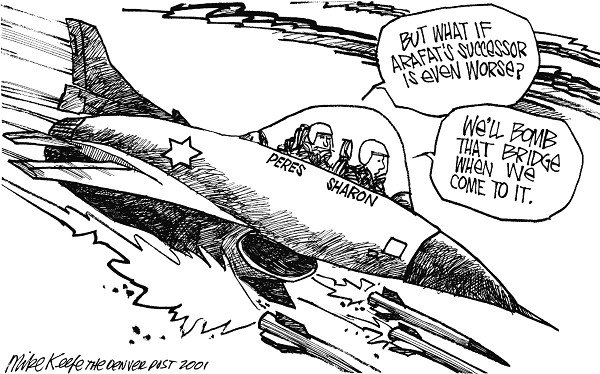 BUT WHAT IF
ARAFAT'S SUCCESSOR
IS EVEN WORSE?
WE'LL BOMB
THAT BRIDGE
WHEN WE
COME TO IT.
PERES
SHARON
Mike Keefe THE DENVER POST 2001